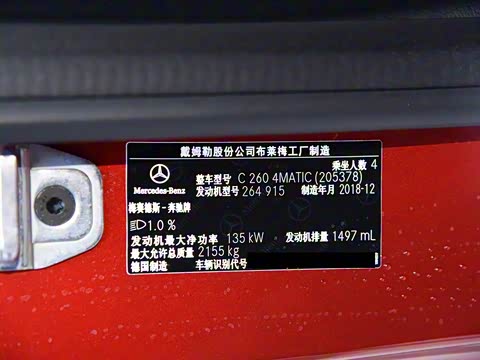 戴姆勒股份公司布莱梅工厂制造
乘坐人数 4
整车型号 C 260 4MATIC (205378)
Mercedes-Benz 发动机型号 264 915 制造年月 2018-12
梅赛德斯-奔驰牌
1.0 %
发动机最大净功率 135 kW 发动机排量 1497 mL
最大允许总质量 2155 kg
德国制造 车辆识别代号